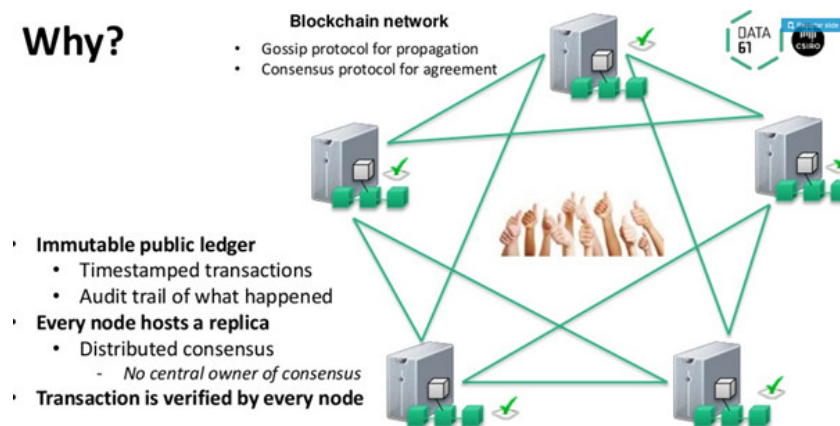 Why?
Blockchain network
• Gossip protocol for propagation
• Consensus protocol for agreement
DATA
61
CSIRO
• Immutable public ledger
• Timestamped transactions
• Audit trail of what happened
• Every node hosts a replica
• Distributed consensus
- No central owner of consensus
• Transaction is verified by every node